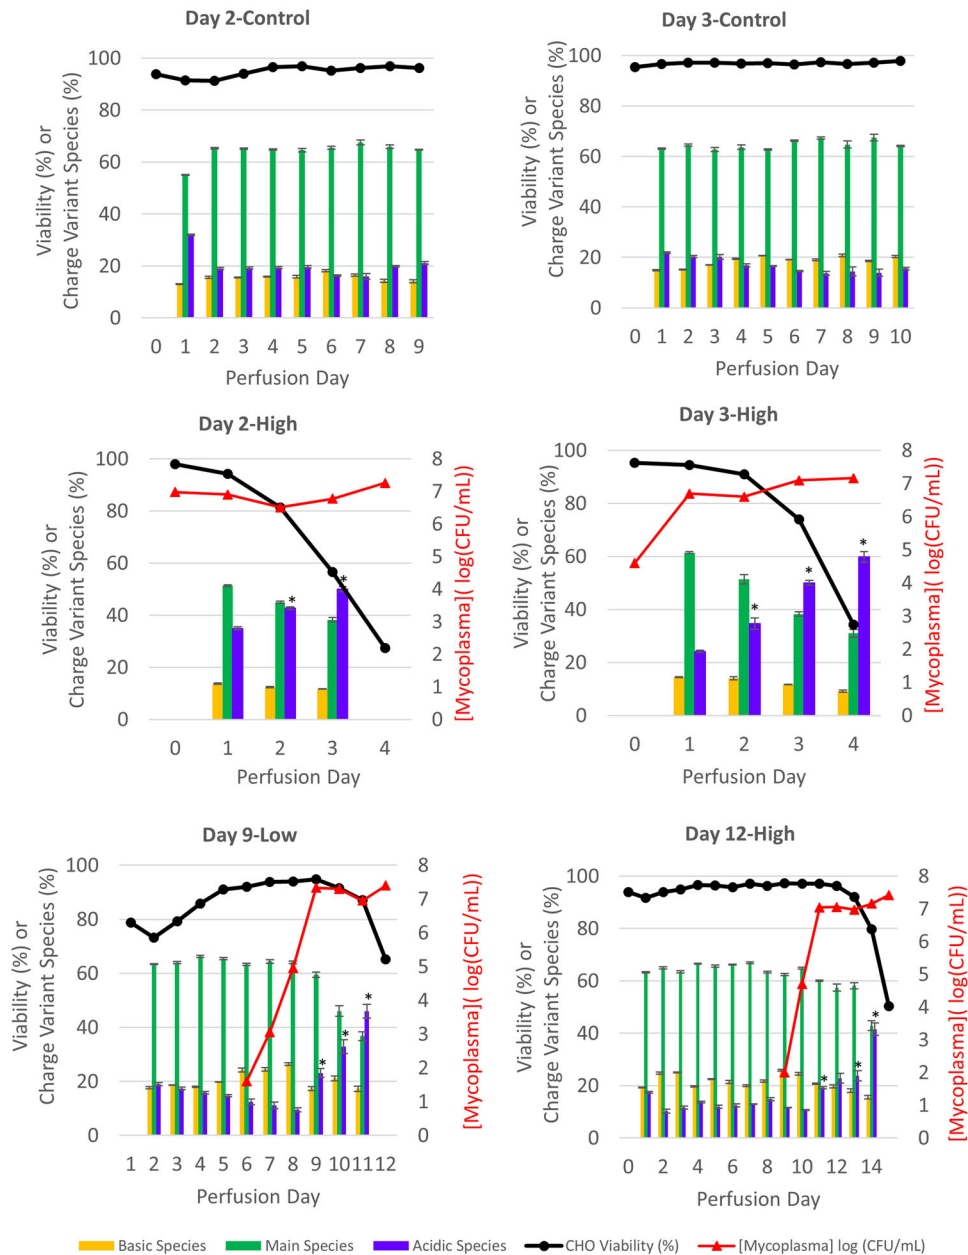 Day 2-Control
Viability (%) or
Charge Variant Species (%)
100
80
60
40
20
0
0 1 2 3 4 5 6 7 8 9
Perfusion Day
Day 3-Control
Viability (%) or
Charge Variant Species (%)
100
80
60
40
20
0
0 1 2 3 4 5 6 7 8 9 10
Perfusion Day
Day 2-High
Viability (%) or
Charge Variant Species (%)
100
80
60
40
20
0
* *
8
7
6
5
4
3
2
1
0
[Mycoplasma]( log(CFU/mL))
0 1 2 3 4
Perfusion Day
Day 3-High
Viability (%) or
Charge Variant Species (%)
100
80
60
40
20
0
* * *
8
7
6
5
4
3
2
1
0
[Mycoplasma]( log(CFU/mL))
0 1 2 3 4
Perfusion Day
Day 9-Low
Viability (%) or
Charge Variant Species (%)
100
80
60
40
20
0
* * *
8
7
6
5
4
3
2
1
0
[Mycoplasma]( log(CFU/mL))
1 2 3 4 5 6 7 8 9 10 11 12
Perfusion Day
Day 12-High
Viability (%) or
Charge Variant Species (%)
100
80
60
40
20
0
* * *
8
7
6
5
4
3
2
1
0
[Mycoplasma]( log(CFU/mL))
0 2 4 6 8 10 12 14
Perfusion Day
Basic Species Main Species Acidic Species CHO Viability (%) [Mycoplasma] log (CFU/mL)